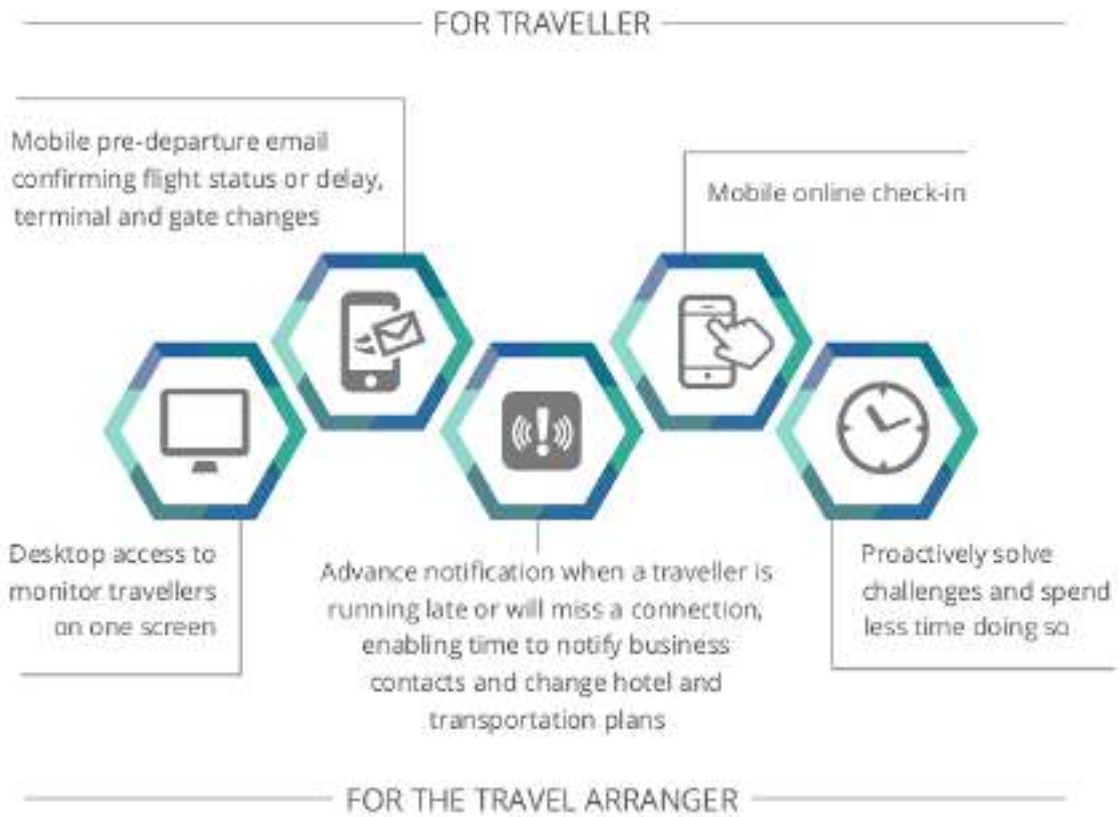 FOR TRAVELLER
Mobile pre-departure email
confirming flight status or delay,
terminal and gate changes
Mobile online check-in
Desktop access to
monitor travellers
on one screen
Advance notification when a traveller is
running late or will miss a connection,
enabling time to notify business
contacts and change hotel and
transportation plans
Proactively solve
challenges and spend
less time doing so
FOR THE TRAVEL ARRANGER